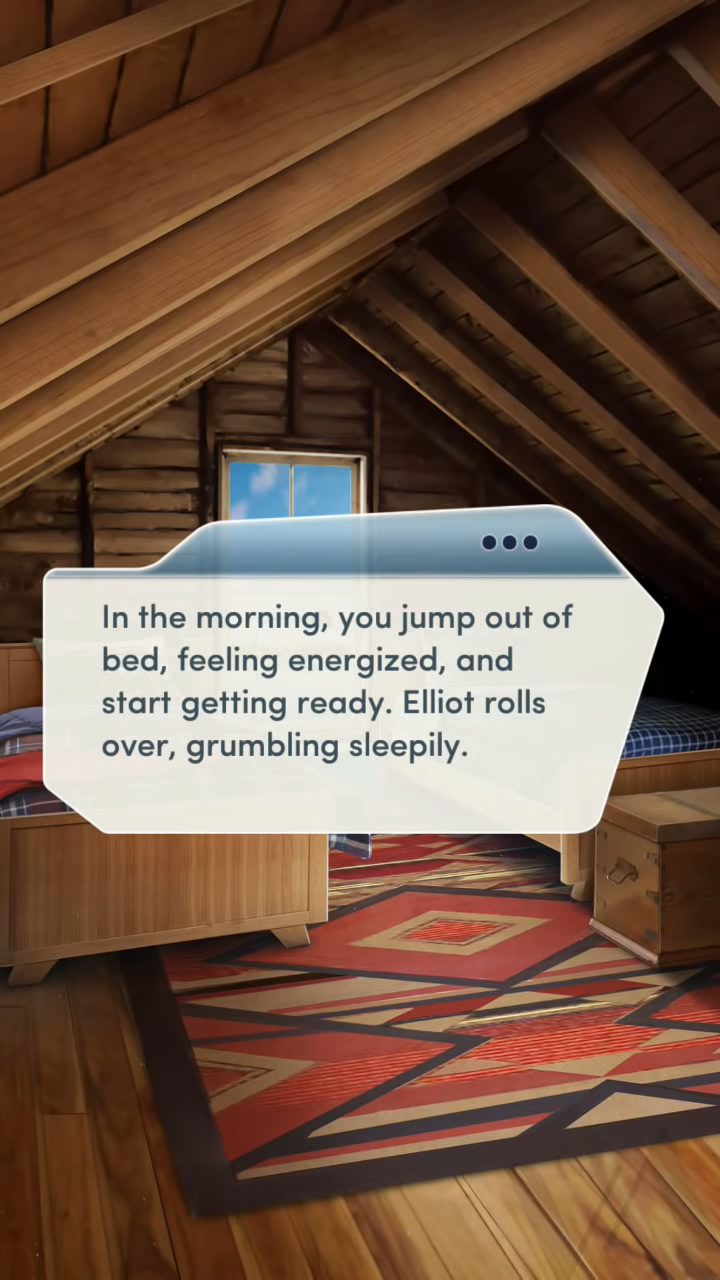 In the morning, you jump out of
bed, feeling energized, and
start getting ready. Elliot rolls
over, grumbling sleepily.